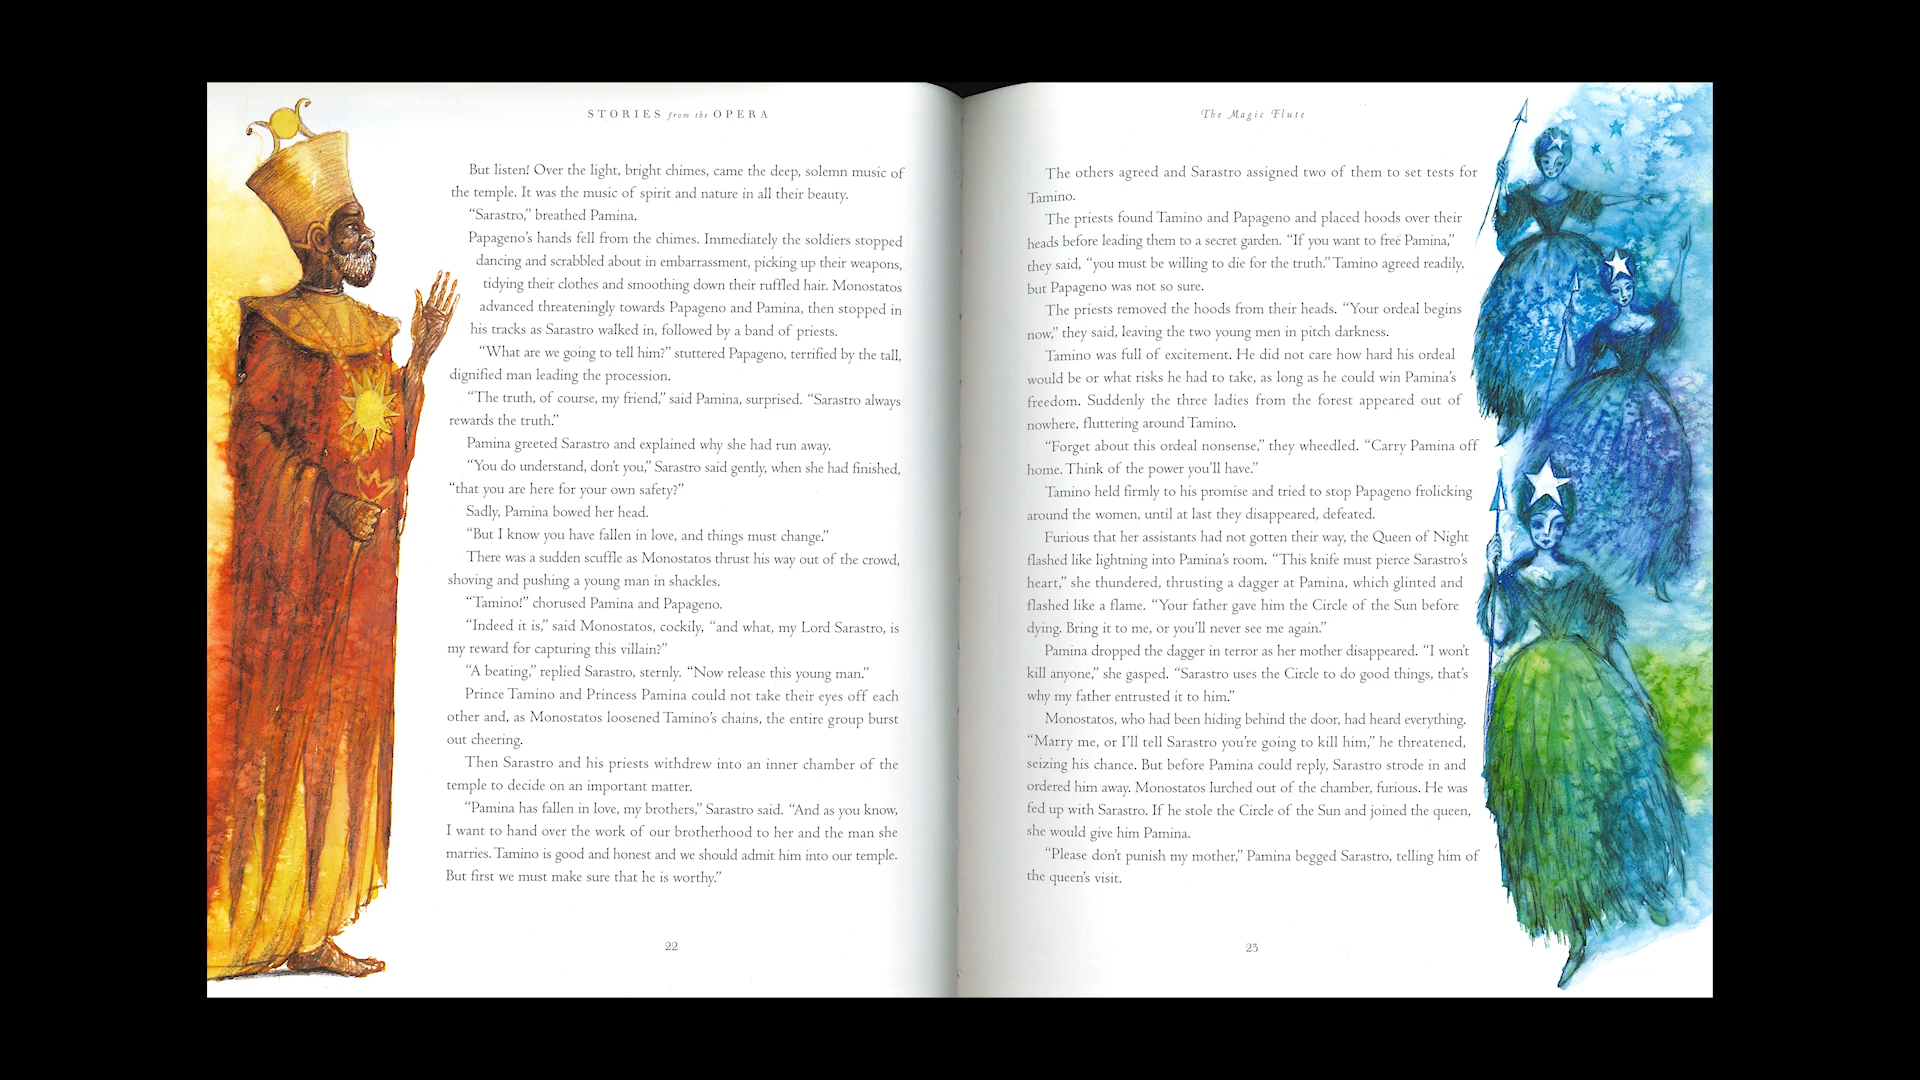 STORIES from the OPERA
But listen! Over the light, bright chimes, came the deep, solemn music of
the temple. It was the music of spirit and nature in all their beauty.
“Sarastro,” breathed Pamina.
Papageno’s hands fell from the chimes. Immediately the soldiers stopped
dancing and scrabbled about in embarrassment, picking up their weapons,
tidying their clothes and smoothing down their ruffled hair. Monostatos
advanced threateningly towards Papageno and Pamina, then stopped in
his tracks as Sarastro walked in, followed by a band of priests.
“What are we going to tell him?” stuttered Papageno, terrified by the tall,
dignified man leading the procession.
“The truth, of course, my friend,” said Pamina, surprised. “Sarastro always
rewards the truth.”
Pamina greeted Sarastro and explained why she had run away.
“You do understand, don’t you,” Sarastro said gently, when she had finished,
“that you are here for your own safety?”
Sadly, Pamina bowed her head.
“But I know you have fallen in love, and things must change.”
There was a sudden scuffle as Monostatos thrust his way out of the crowd,
shoving and pushing a young man in shackles.
“Tamino!” chorused Pamina and Papageno.
“Indeed it is,” said Monostatos, cockily, “and what, my Lord Sarastro, is
my reward for capturing this villain?”
“A beating,” replied Sarastro, sternly. “Now release this young man.”
Prince Tamino and Princess Pamina could not take their eyes off each
other and, as Monostatos loosened Tamino’s chains, the entire group burst
out cheering.
Then Sarastro and his priests withdrew into an inner chamber of the
temple to decide on an important matter.
“Pamina has fallen in love, my brothers,” Sarastro said. “And as you know,
I want to hand over the work of our brotherhood to her and the man she
marries. Tamino is good and honest and we should admit him into our temple.
But first we must make sure that he is worthy.”
22
The Magic Flute
The others agreed and Sarastro assigned two of them to set tests for
Tamino.
The priests found Tamino and Papageno and placed hoods over their
heads before leading them to a secret garden. “If you want to free Pamina,”
they said, “you must be willing to die for the truth.” Tamino agreed readily,
but Papageno was not so sure.
The priests removed the hoods from their heads. “Your ordeal begins
now,” they said, leaving the two young men in pitch darkness.
Tamino was full of excitement. He did not care how hard his ordeal
would be or what risks he had to take, as long as he could win Pamina’s
freedom. Suddenly the three ladies from the forest appeared out of
nowhere, fluttering around Tamino.
“Forget about this ordeal nonsense,” they wheedled. “Carry Pamina off
home. Think of the power you’ll have.”
Tamino held firmly to his promise and tried to stop Papageno frolicking
around the women, until at last they disappeared, defeated.
Furious that her assistants had not gotten their way, the Queen of Night
flashed like lightning into Pamina’s room. “This knife must pierce Sarastro’s
heart,” she thundered, thrusting a dagger at Pamina, which glinted and
flashed like a flame. “Your father gave him the Circle of the Sun before
dying. Bring it to me, or you’ll never see me again.”
Pamina dropped the dagger in terror as her mother disappeared. “I won’t
kill anyone,” she gasped. “Sarastro uses the Circle to do good things, that’s
why my father entrusted it to him.”
Monostatos, who had been hiding behind the door, had heard everything.
“Marry me, or I’ll tell Sarastro you’re going to kill him,” he threatened,
seizing his chance. But before Pamina could reply, Sarastro strode in and
ordered him away. Monostatos lurched out of the chamber, furious. He was
fed up with Sarastro. If he stole the Circle of the Sun and joined the queen,
she would give him Pamina.
“Please don’t punish my mother,” Pamina begged Sarastro, telling him of
the queen’s visit.
23